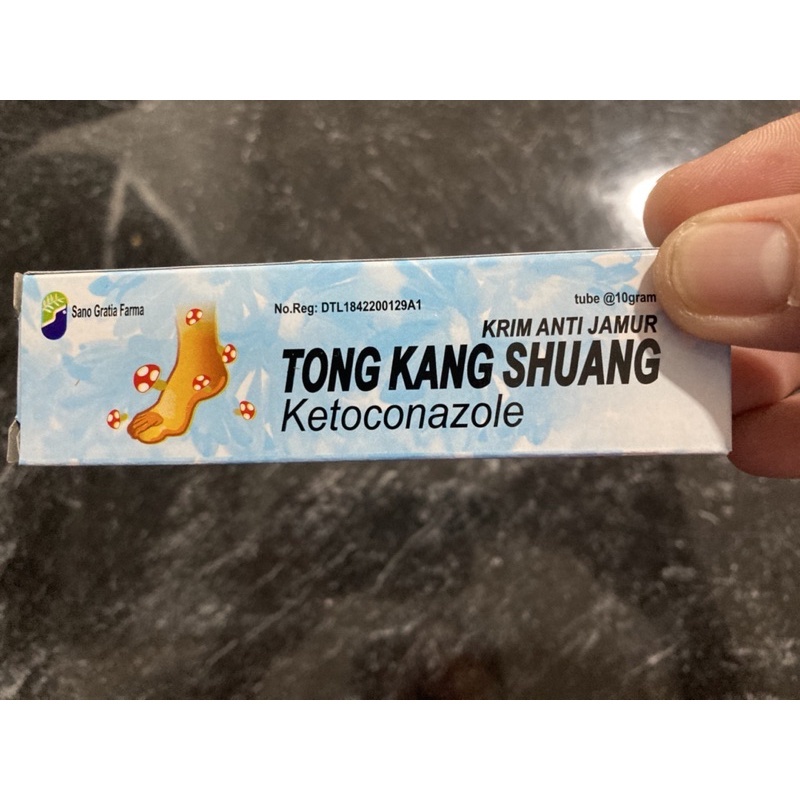 Sano Gratia Farma
No.Reg: DTL1842200129A1
tube @10gram
KRIM ANTI JAMUR
TONG KANG SHUANG
Ketoconazole